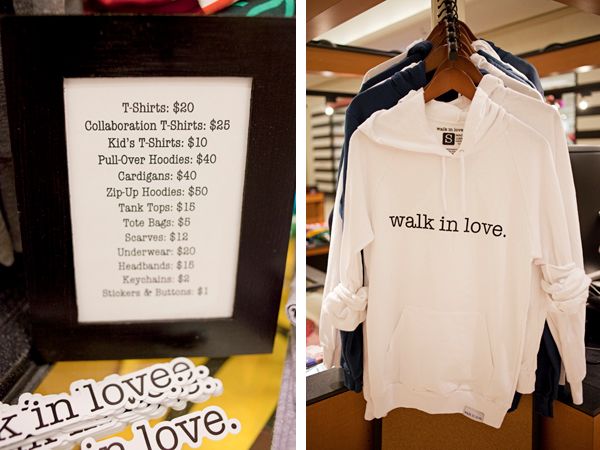 T-Shirts: $20
Collaboration T-Shirts: $25
Kid's T-Shirts: $10
Pull-Over Hoodies: $40
Cardigans: $40
Zip-Up Hoodies: $50
Tank Tops: $15
Tote Bags: $5
Scarves: $12
Underwear: $20
Headbands: $15
Keychains: $2
Stickers & Buttons: $1
k in love
in love.
walk in love
S
walk in love.